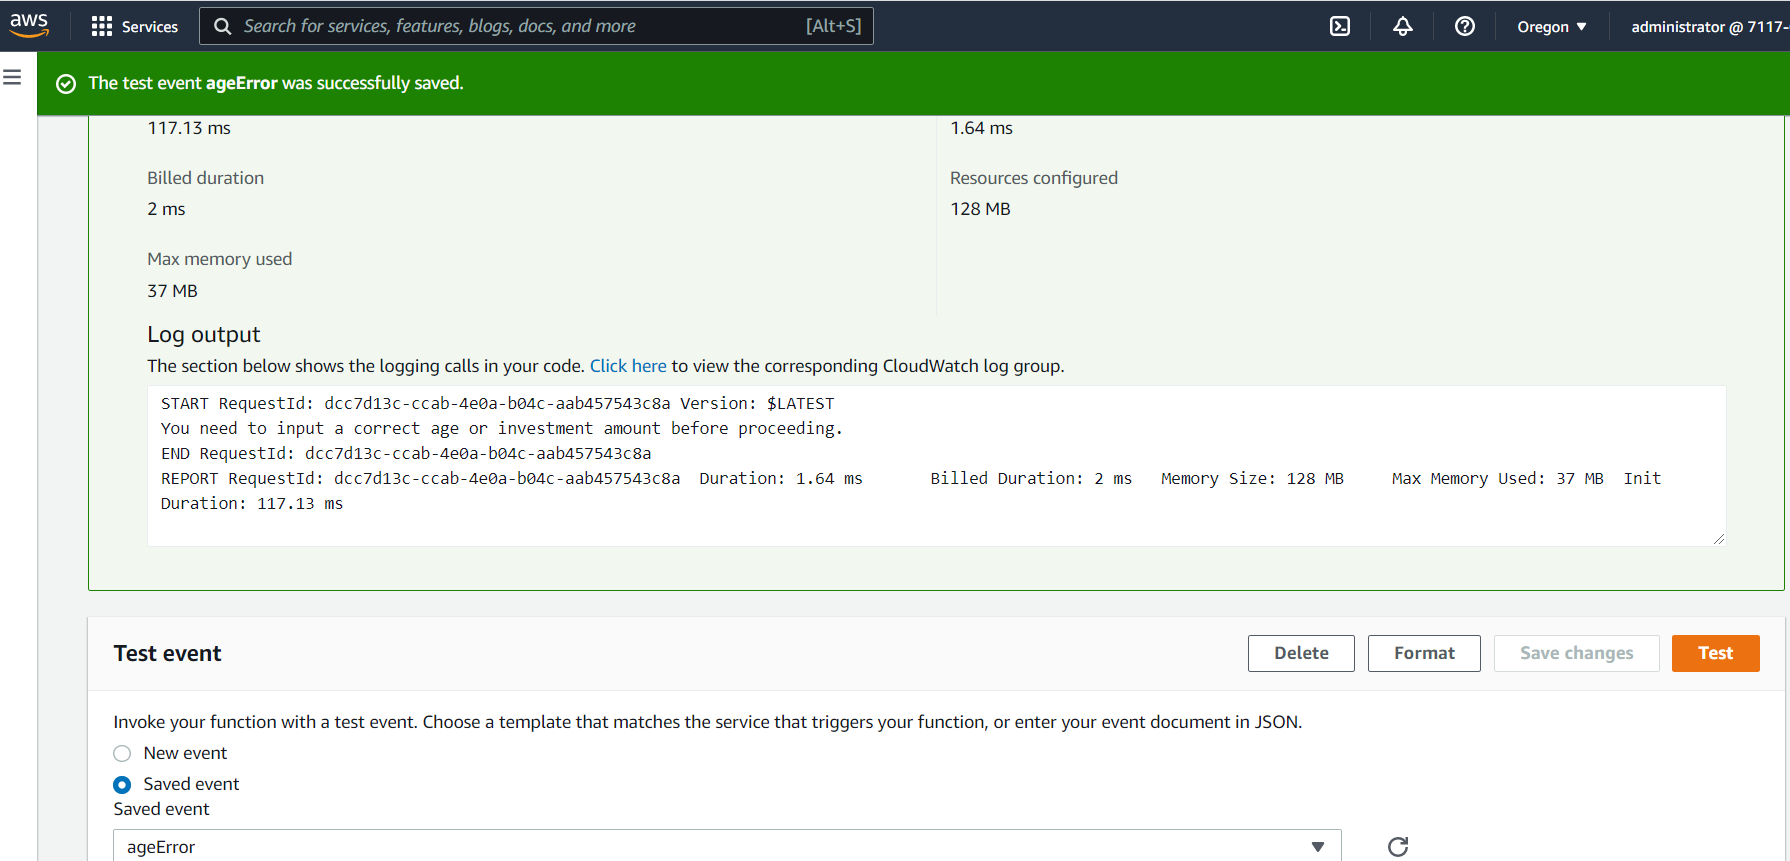 aws
Services
Search for services, features, blogs, docs, and more
[Alt+S]
Oregon
administrator @ 7117-
The test event ageError was successfully saved.
117.13 ms
1.64 ms
Billed duration
Resources configured
2 ms
128 MB
Max memory used
37 MB
Log output
The section below shows the logging calls in your code. Click here to view the corresponding CloudWatch log group.
START RequestId: dcc7d13c-ccab-4e0a-b04c-aab457543c8a Version: $LATEST
You need to input a correct age or investment amount before proceeding.
END RequestId: dcc7d13c-ccab-4e0a-b04c-aab457543c8a
REPORT RequestId: dcc7d13c-ccab-4e0a-b04c-aab457543c8a Duration: 1.64 ms Billed Duration: 2 ms Memory Size: 128 MB Max Memory Used: 37 MB Init
Duration: 117.13 ms
Test event
Delete
Format
Save changes
Test
Invoke your function with a test event. Choose a template that matches the service that triggers your function, or enter your event document in JSON.
New event
Saved event
Saved event
ageError